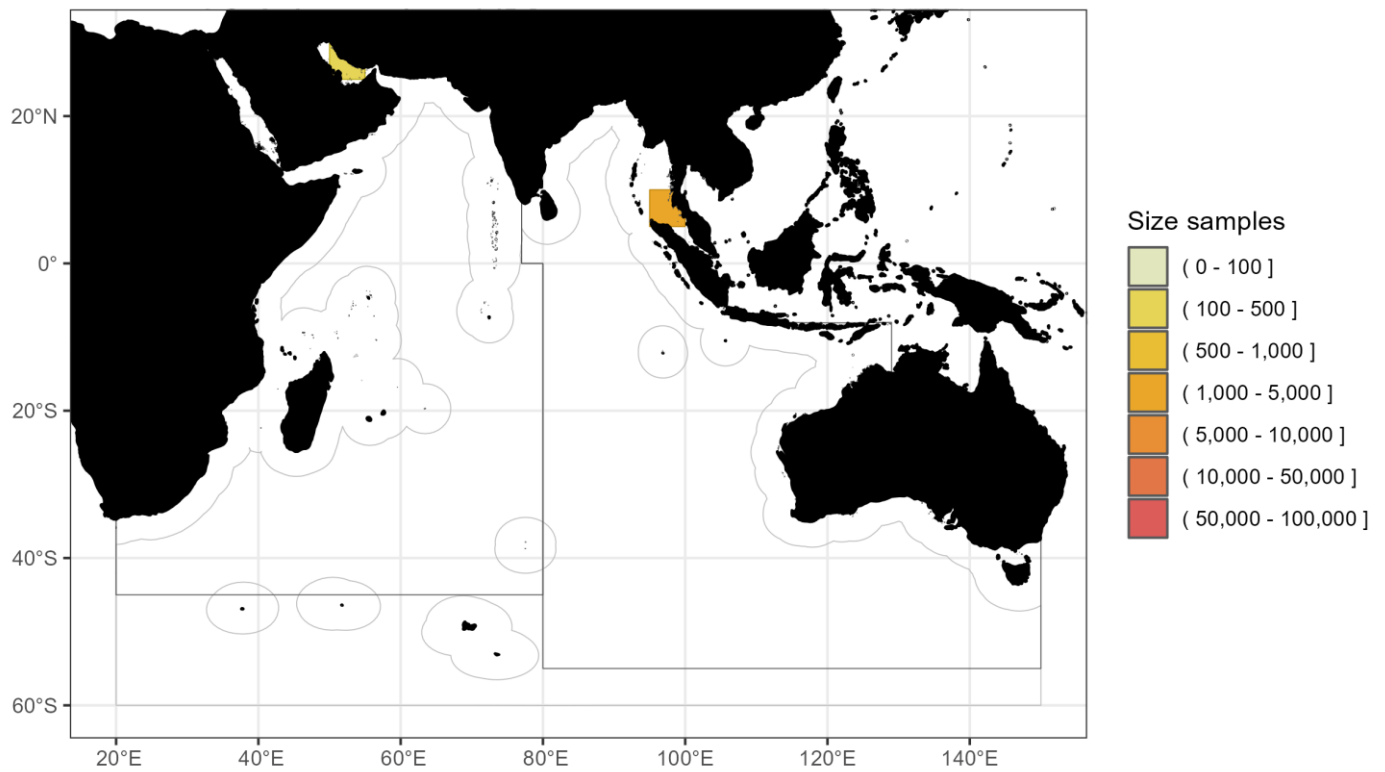 20°N
0°
20°S
40°S
60°S
20°E 40°E 60°E 80°E 100°E 120°E 140°E
Size samples
( 0 - 100 ]
( 100 - 500 ]
( 500 - 1,000 ]
( 1,000 - 5,000 ]
( 5,000 - 10,000 ]
( 10,000 - 50,000 ]
( 50,000 - 100,000 ]